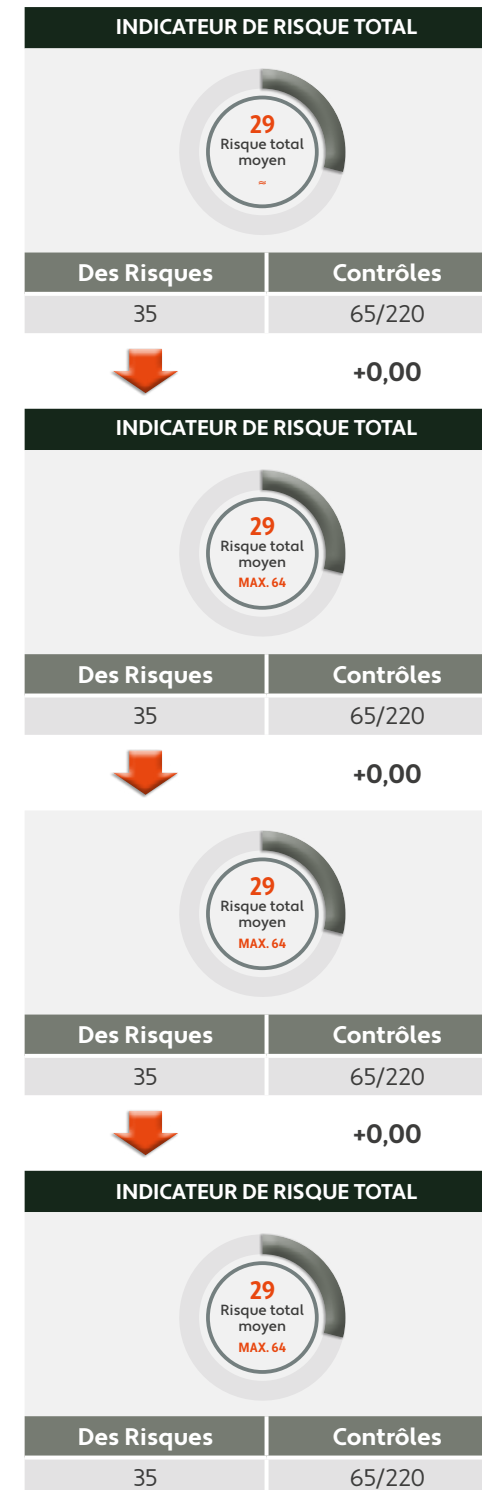 INDICATEUR DE RISQUE TOTAL
29
Risque total
moyen
~
Des Risques Contrôles
35 65/220
+0,00
INDICATEUR DE RISQUE TOTAL
29
Risque total
moyen
MAX. 64
Des Risques Contrôles
35 65/220
+0,00
29
Risque total
moyen
MAX. 64
Des Risques Contrôles
35 65/220
+0,00
INDICATEUR DE RISQUE TOTAL
29
Risque total
moyen
MAX. 64
Des Risques Contrôles
35 65/220